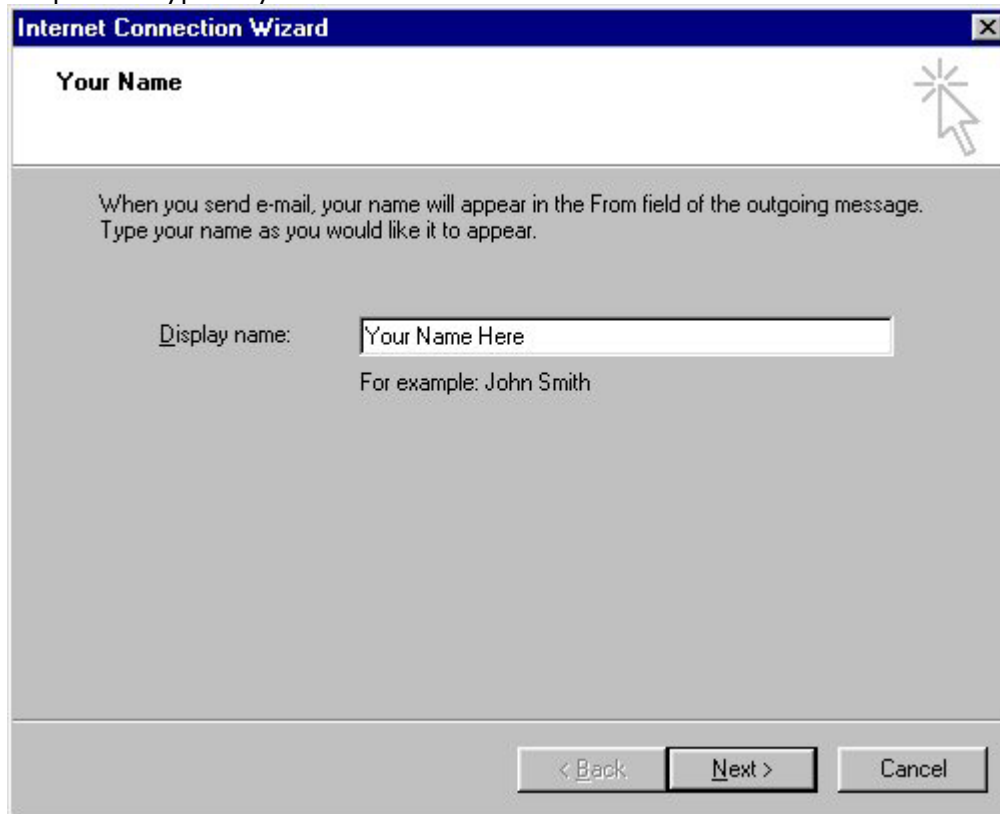 Internet Connection Wizard
Your Name
When you send e-mail, your name will appear in the From field of the outgoing message.
Type your name as you would like it to appear.
Display name:
Your Name Here
For example: John Smith
< Back
Next >
Cancel